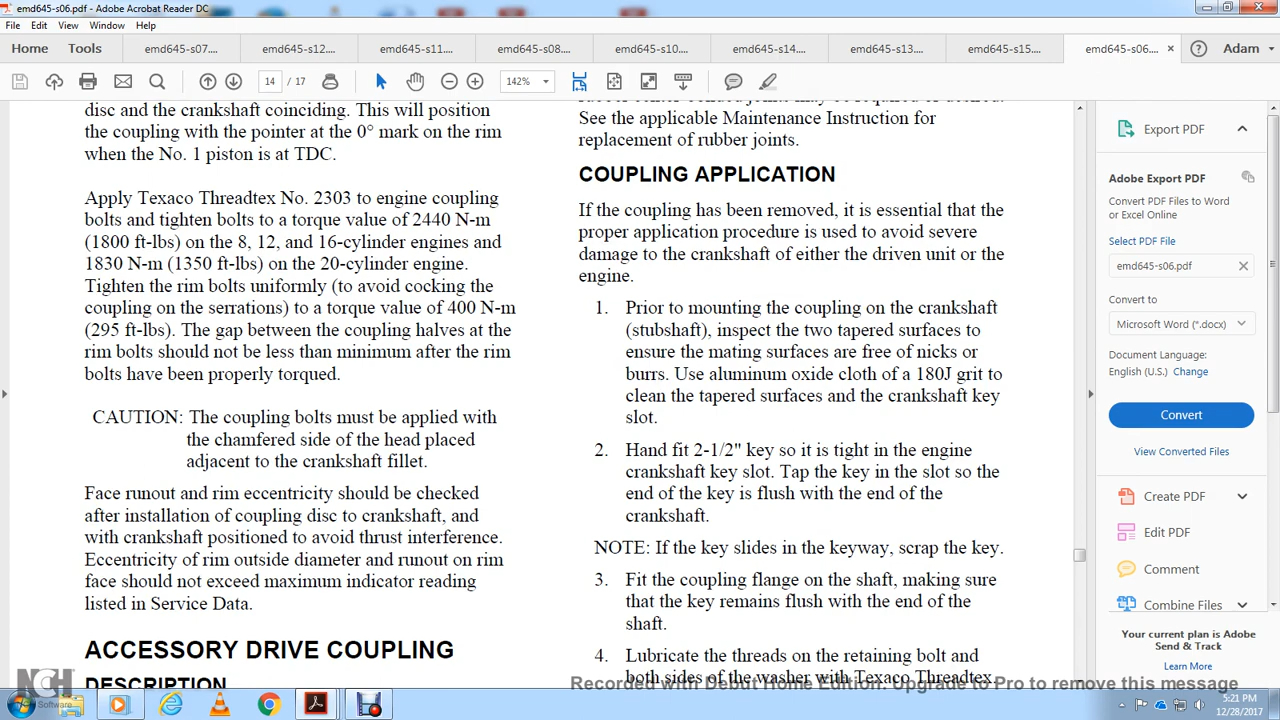 emd645-s06.pdf - Adobe Acrobat Reader DC
File Edit View Window Help
Home Tools emd645-s07.... emd645-s12.... emd645-s11.... emd645-s08.... emd645-s10.... emd645-s14.... emd645-s13.... emd645-s15.... emd645-s06.... × Adam
14 / 17 142%
disc and the crankshaft coinciding. This will position
the coupling with the pointer at the 0° mark on the rim
when the No. 1 piston is at TDC.
Apply Texaco Threadtex No. 2303 to engine coupling
bolts and tighten bolts to a torque value of 2440 N-m
(1800 ft-lbs) on the 8, 12, and 16-cylinder engines and
1830 N-m (1350 ft-lbs) on the 20-cylinder engine.
Tighten the rim bolts uniformly (to avoid cocking the
coupling on the serrations) to a torque value of 400 N-m
(295 ft-lbs). The gap between the coupling halves at the
rim bolts should not be less than minimum after the rim
bolts have been properly torqued.
CAUTION: The coupling bolts must be applied with
the chamfered side of the head placed
adjacent to the crankshaft fillet.
Face runout and rim eccentricity should be checked
after installation of coupling disc to crankshaft, and
with crankshaft positioned to avoid thrust interference.
Eccentricity of rim outside diameter and runout on rim
face should not exceed maximum indicator reading
listed in Service Data.
ACCESSORY DRIVE COUPLING
DESCRIPTION
See the applicable Maintenance Instruction for
replacement of rubber joints.
COUPLING APPLICATION
If the coupling has been removed, it is essential that the
proper application procedure is used to avoid severe
damage to the crankshaft of either the driven unit or the
engine.
1. Prior to mounting the coupling on the crankshaft
(stubshaft), inspect the two tapered surfaces to
ensure the mating surfaces are free of nicks or
burrs. Use aluminum oxide cloth of a 180J grit to
clean the tapered surfaces and the crankshaft key
slot.
2. Hand fit 2-1/2" key so it is tight in the engine
crankshaft key slot. Tap the key in the slot so the
end of the key is flush with the end of the
crankshaft.
NOTE: If the key slides in the keyway, scrap the key.
3. Fit the coupling flange on the shaft, making sure
that the key remains flush with the end of the
shaft.
4. Lubricate the threads on the retaining bolt and
both sides of the washer with Texaco Threadtex
Export PDF
Adobe Export PDF
Convert PDF Files to Word
or Excel Online
Select PDF File
emd645-s06.pdf
Convert to
Microsoft Word (*.docx)
Document Language:
English (U.S.) Change
Convert
View Converted Files
Create PDF
Edit PDF
Comment
Combine Files
Your current plan is Adobe
Send & Track
Learn More
Recorded with Debut Home Edition. Upgrade to Pro to remove this message
NCH
Software
5:21 PM
12/28/2017